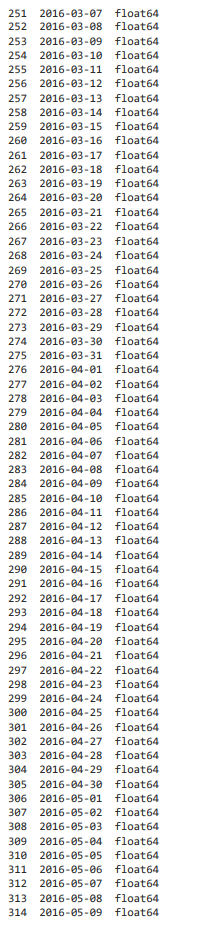 251 2016-03-07 float64
252 2016-03-08 float64
253 2016-03-09 float64
254 2016-03-10 float64
255 2016-03-11 float64
256 2016-03-12 float64
257 2016-03-13 float64
258 2016-03-14 float64
259 2016-03-15 float64
260 2016-03-16 float64
261 2016-03-17 float64
262 2016-03-18 float64
263 2016-03-19 float64
264 2016-03-20 float64
265 2016-03-21 float64
266 2016-03-22 float64
267 2016-03-23 float64
268 2016-03-24 float64
269 2016-03-25 float64
270 2016-03-26 float64
271 2016-03-27 float64
272 2016-03-28 float64
273 2016-03-29 float64
274 2016-03-30 float64
275 2016-03-31 float64
276 2016-04-01 float64
277 2016-04-02 float64
278 2016-04-03 float64
279 2016-04-04 float64
280 2016-04-05 float64
281 2016-04-06 float64
282 2016-04-07 float64
283 2016-04-08 float64
284 2016-04-09 float64
285 2016-04-10 float64
286 2016-04-11 float64
287 2016-04-12 float64
288 2016-04-13 float64
289 2016-04-14 float64
290 2016-04-15 float64
291 2016-04-16 float64
292 2016-04-17 float64
293 2016-04-18 float64
294 2016-04-19 float64
295 2016-04-20 float64
296 2016-04-21 float64
297 2016-04-22 float64
298 2016-04-23 float64
299 2016-04-24 float64
300 2016-04-25 float64
301 2016-04-26 float64
302 2016-04-27 float64
303 2016-04-28 float64
304 2016-04-29 float64
305 2016-04-30 float64
306 2016-05-01 float64
307 2016-05-02 float64
308 2016-05-03 float64
309 2016-05-04 float64
310 2016-05-05 float64
311 2016-05-06 float64
312 2016-05-07 float64
313 2016-05-08 float64
314 2016-05-09 float64